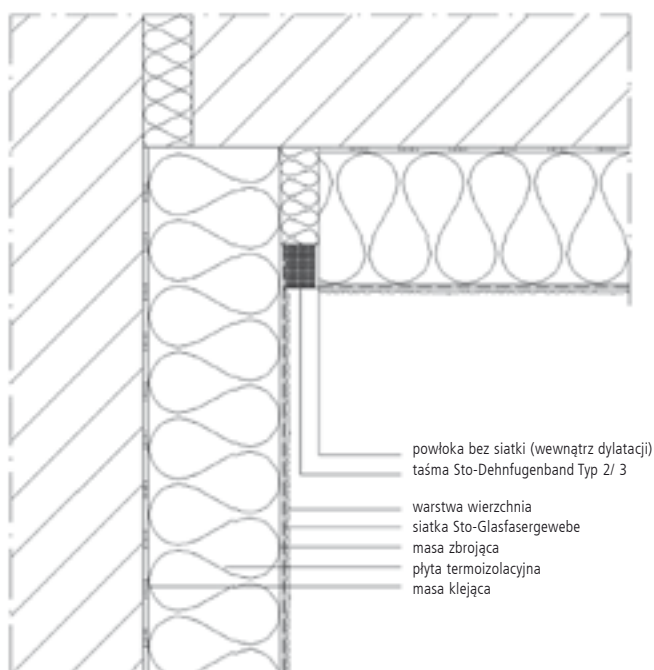 powłoka bez siatki (wewnątrz dylatacji)
taśma Sto-Dehnfugenband Typ 2/ 3
warstwa wierzchnia
siatka Sto-Glasfasergewebe
masa zbrojąca
płyta termoizolacyjna
masa klejąca